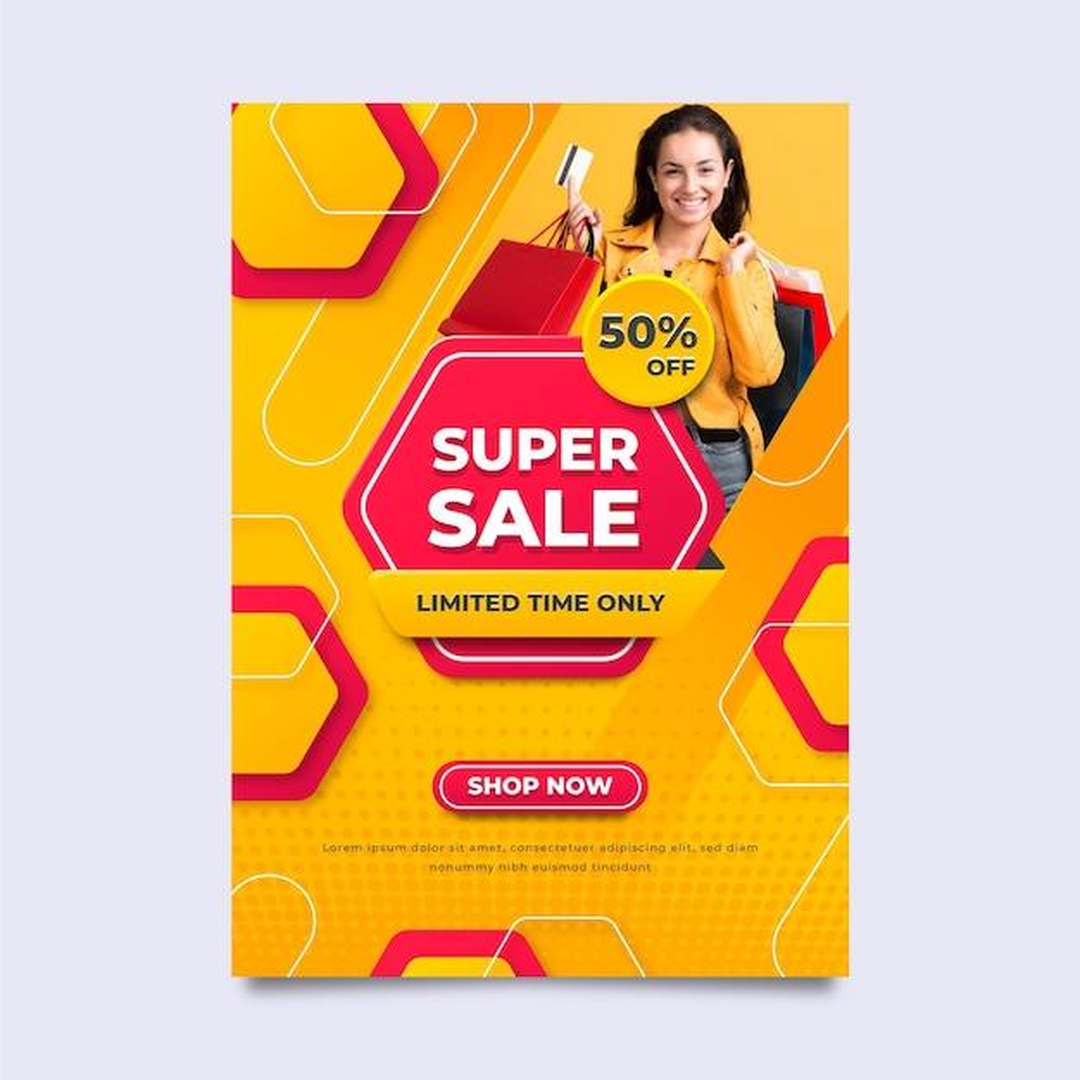 50%
OFF
SUPER
SALE
LIMITED TIME ONLY
SHOP NOW
Lorem ipsum dolor sit amet, consectetuer adipiscing elit, sed diam
nonummy nibh euismod tincidunt